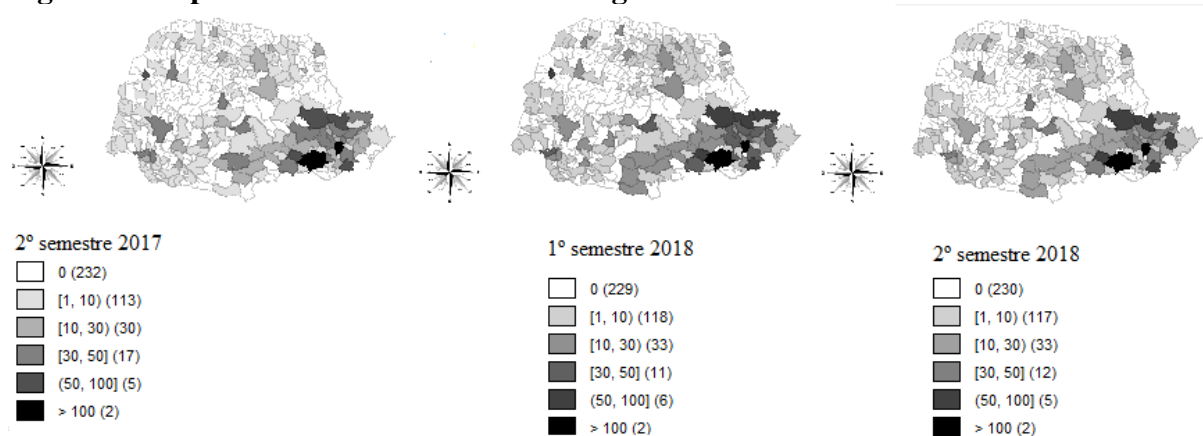 2º semestre 2017
0 (232)
[1, 10) (113)
[10, 30) (30)
[30, 50] (17)
(50, 100] (5)
> 100 (2)
1º semestre 2018
0 (229)
[1, 10) (118)
[10, 30) (33)
[30, 50] (11)
(50, 100] (6)
> 100 (2)
2º semestre 2018
0 (230)
[1, 10) (117)
[10, 30) (33)
[30, 50] (12)
(50, 100] (5)
> 100 (2)